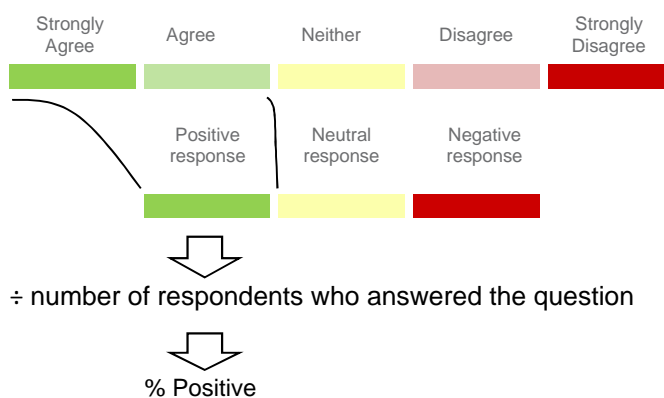 Strongly
Agree
Agree
Neither
Disagree
Strongly
Disagree
Positive
response
Neutral
response
Negative
response
÷ number of respondents who answered the question
% Positive